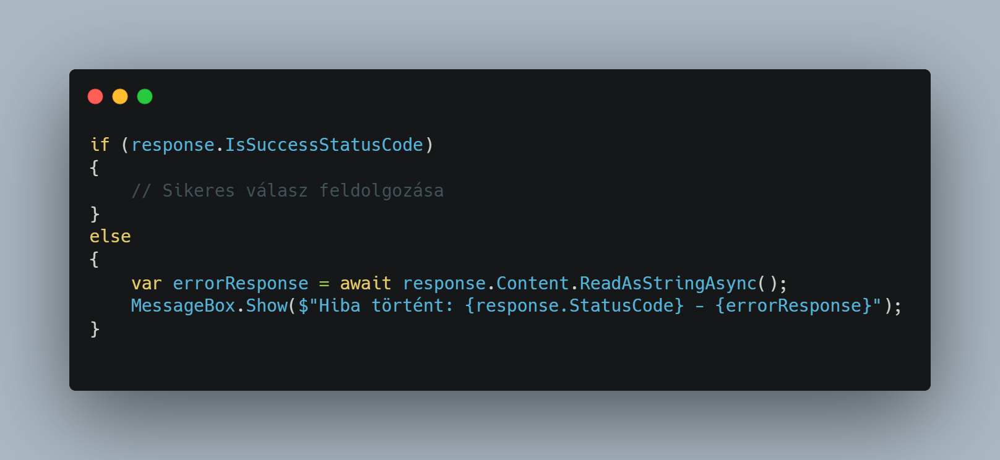 if (response.IsSuccessStatusCode)
{
    // Sikeres válasz feldolgozása
}
else
{
    var errorResponse = await response.Content.ReadAsStringAsync();
    MessageBox.Show($"Hiba történt: {response.StatusCode} - {errorResponse}");
}